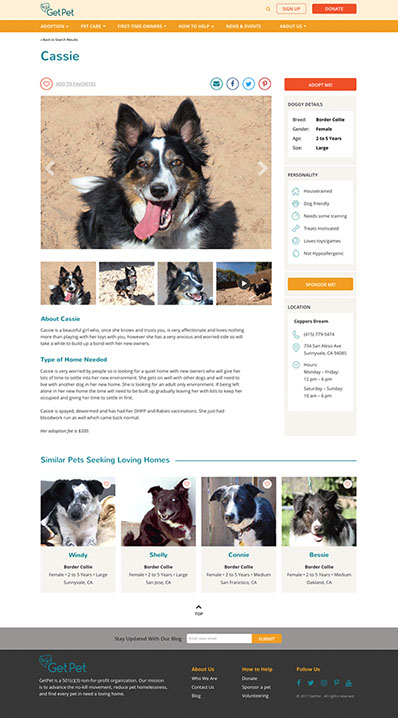 GetPet
SIGN UP
DONATE
ADOPTION
PET CARE
FIRST-TIME OWNERS
HOW TO HELP
NEWS & EVENTS
ABOUT US
< Back to Search Results
Cassie
ADD TO FAVORITES
ADOPT ME!
DOGGY DETAILS
Breed: Border Collie
Gender: Female
Age: 2 to 5 Years
Size: Large
PERSONALITY
Housetrained
Dog friendly
Needs some training
Treats motivated
Loves toys/games
Not Hypoallergenic
SPONSOR ME!
LOCATION
Coppers Dream
(415) 779-5474
754 San Aleso Ave
Sunnyvale, CA 94085
Hours:
Monday – Friday:
12 pm – 6 pm
Saturday – Sunday:
10 am – 6 pm
About Cassie
Cassie is a beautiful girl who, once she knows and trusts you, is very affectionate and loves nothing
more than playing with her toys with you, however she has a very anxious and worried side so will
take a while to build up a bond with her new owners.
Type of Home Needed
Cassie is very worried by people so is looking for a quiet home with new owners who will give her
lots of time to settle into her new environment. She gets on well with other dogs and will need to
live with another dog in her new home. She is looking for an adult only environment. If being left
alone in her new home the time will need to be built up gradually leaving her with lots to keep her
occupied and giving her time to settle in first.
Cassie is spayed, dewormed and has had her DHPP and Rabies vaccinations. She just had
bloodwork run as well which came back normal.
Her adoption fee is $200.
Similar Pets Seeking Loving Homes
Windy
Border Collie
Female • 2 to 5 Years • Large
Sunnyvale, CA
Shelly
Border Collie
Female • 2 to 5 Years • Large
San Jose, CA
Connie
Border Collie
Female • 2 to 5 Years • Medium
San Francisco, CA
Bessie
Border Collie
Female • 2 to 5 Years • Medium
Oakland, CA
TOP
Stay Updated With Our Blog
Enter your email
SUBMIT
GetPet
GetPet is a 501(c)(3) non-for-profit organization. Our mission
is to advance the no-kill movement, reduce pet homelessness,
and find every pet in need a loving home.
About Us
Who We Are
Contact Us
Blog
How to Help
Donate
Sponsor a pet
Volunteering
Follow Us
© 2017 GetPet. All rights reserved.